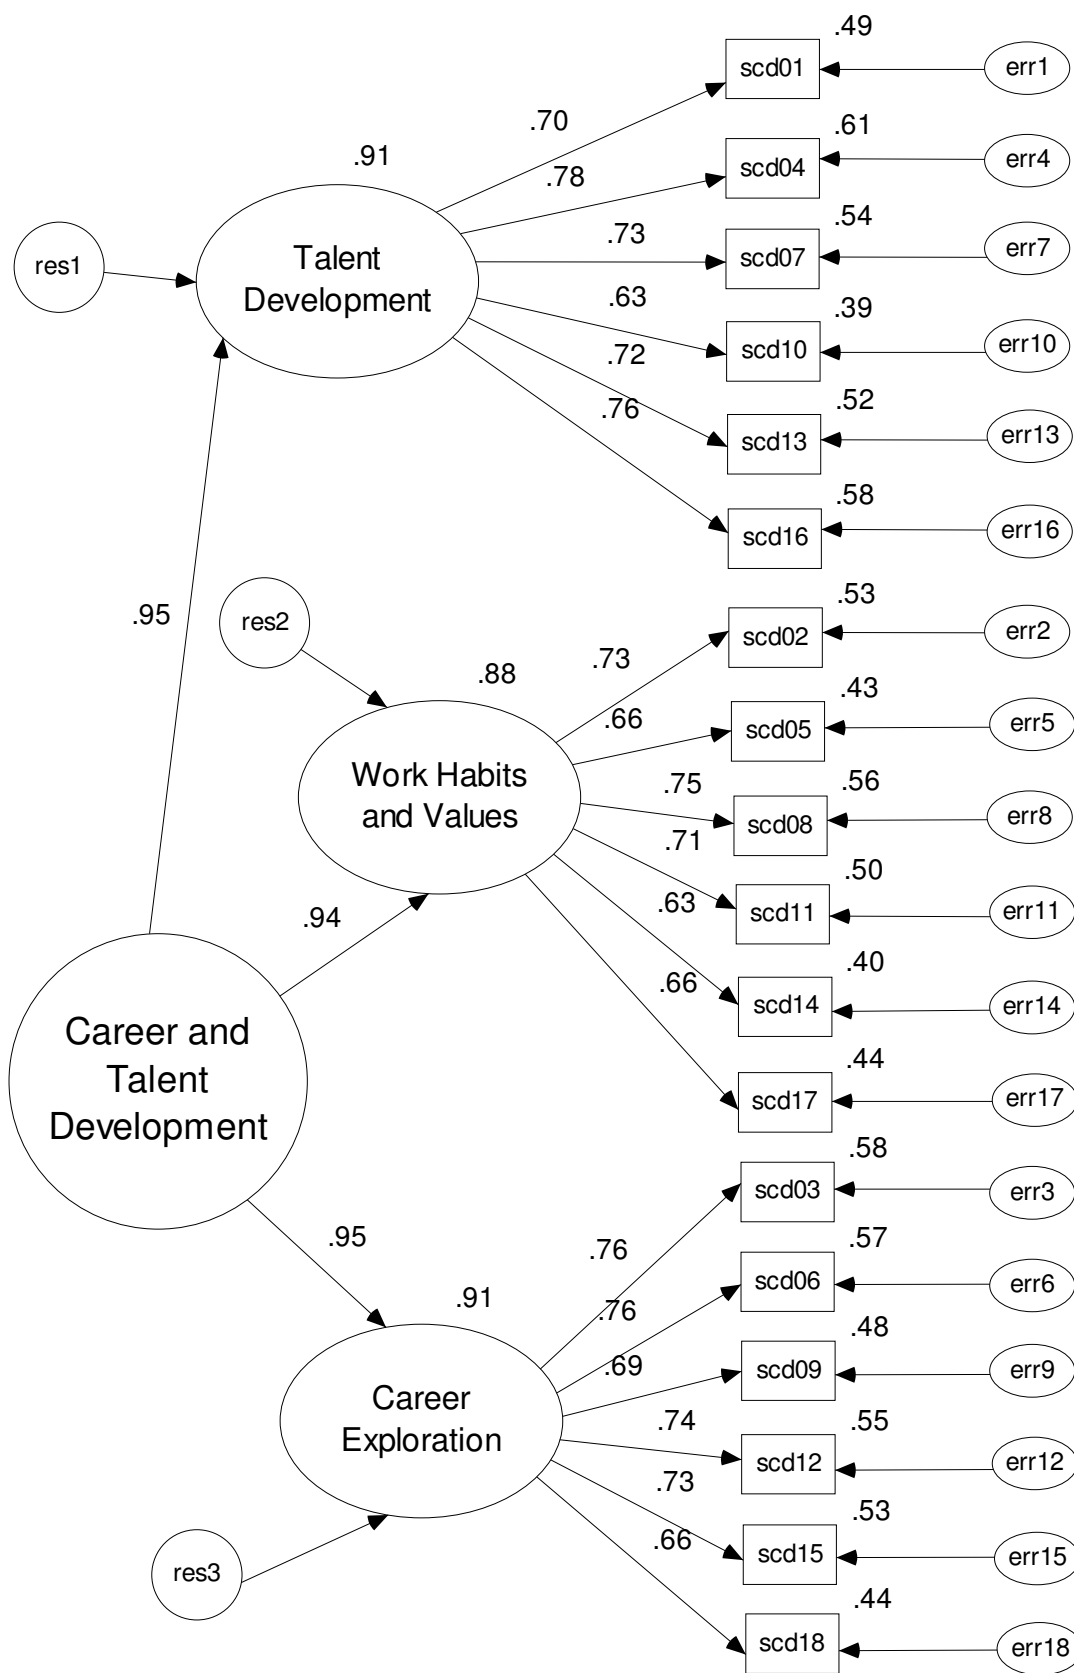 .49
scd01
err1
.70
.61
.91
scd04
err4
.78
.54
.73
scd07
err7
res1
Talent
Development
.63
.39
scd10
err10
.72
.52
.76
scd13
err13
.58
scd16
err16
.95
res2
.53
scd02
err2
.73
.88
.43
.66
scd05
err5
Work Habits
and Values
.75
.56
scd08
err8
.71
.50
.94
.63
scd11
err11
.40
.66
scd14
err14
Career and
Talent
Development
.44
scd17
err17
.58
scd03
err3
.95
.76
.57
.91
scd06
err6
.76
.48
.69
scd09
err9
Career
Exploration
.74
.55
scd12
err12
.73
.53
.66
scd15
err15
res3
.44
scd18
err18